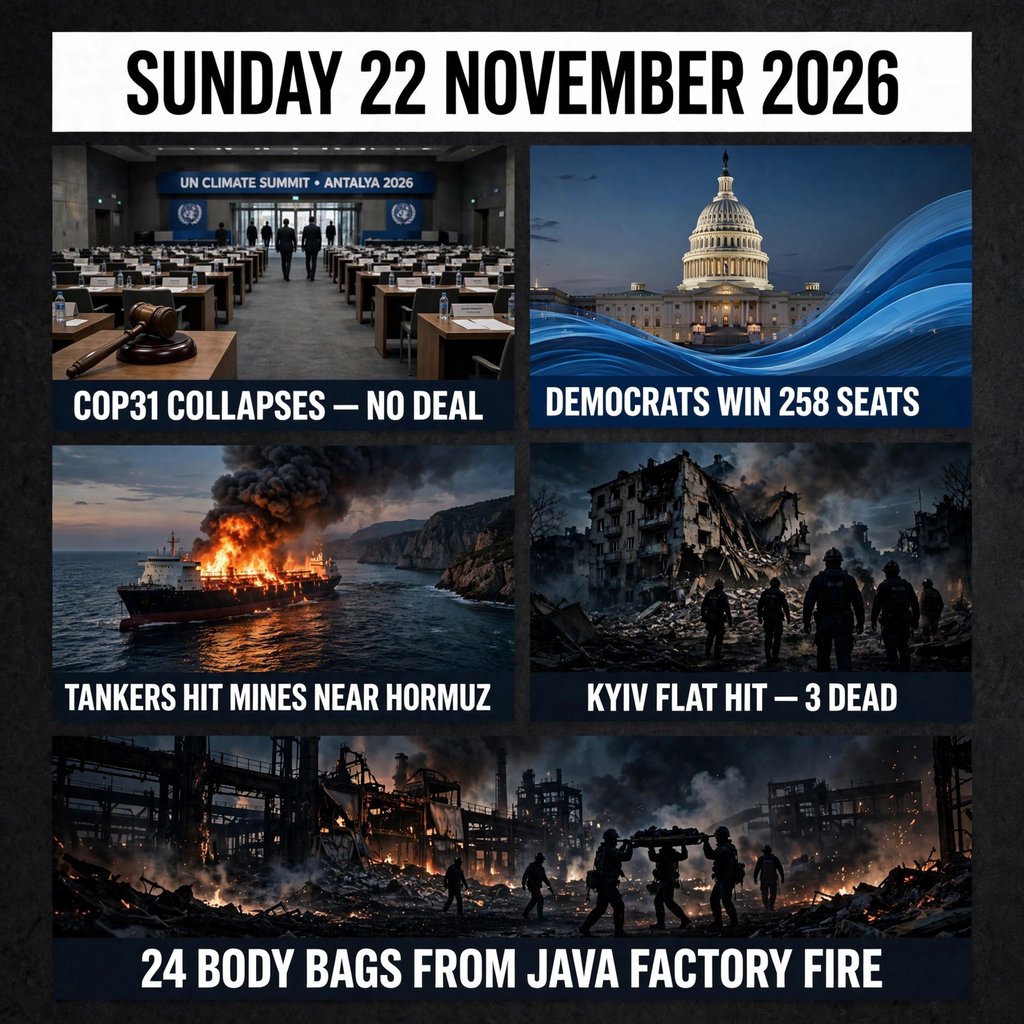 SUNDAY 22 NOVEMBER 2026
UN CLIMATE SUMMIT • ANTALYA 2026
COP31 COLLAPSES — NO DEAL
DEMOCRATS WIN 258 SEATS
TANKERS HIT MINES NEAR HORMUZ
KYIV FLAT HIT — 3 DEAD
24 BODY BAGS FROM JAVA FACTORY FIRE